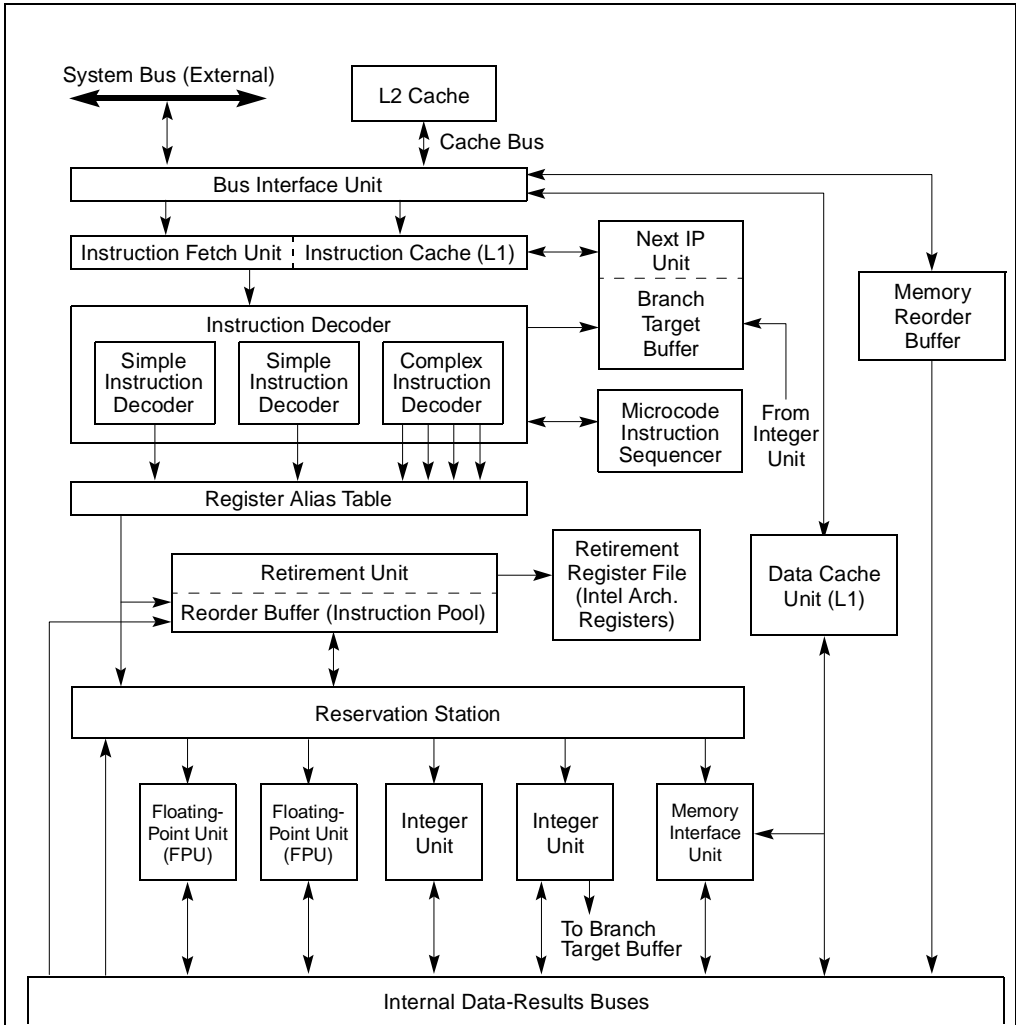 System Bus (External)
L2 Cache
Cache Bus
Bus Interface Unit
Instruction Fetch Unit
Instruction Cache (L1)
Next IP
Unit
Branch
Target
Buffer
Memory
Reorder
Buffer
Instruction Decoder
Simple
Instruction
Decoder
Simple
Instruction
Decoder
Complex
Instruction
Decoder
Microcode
Instruction
Sequencer
From
Integer
Unit
Register Alias Table
Retirement Unit
Reorder Buffer (Instruction Pool)
Retirement
Register File
(Intel Arch.
Registers)
Data Cache
Unit (L1)
Reservation Station
Floating-
Point Unit
(FPU)
Floating-
Point Unit
(FPU)
Integer
Unit
Integer
Unit
Memory
Interface
Unit
To Branch
Target Buffer
Internal Data-Results Buses